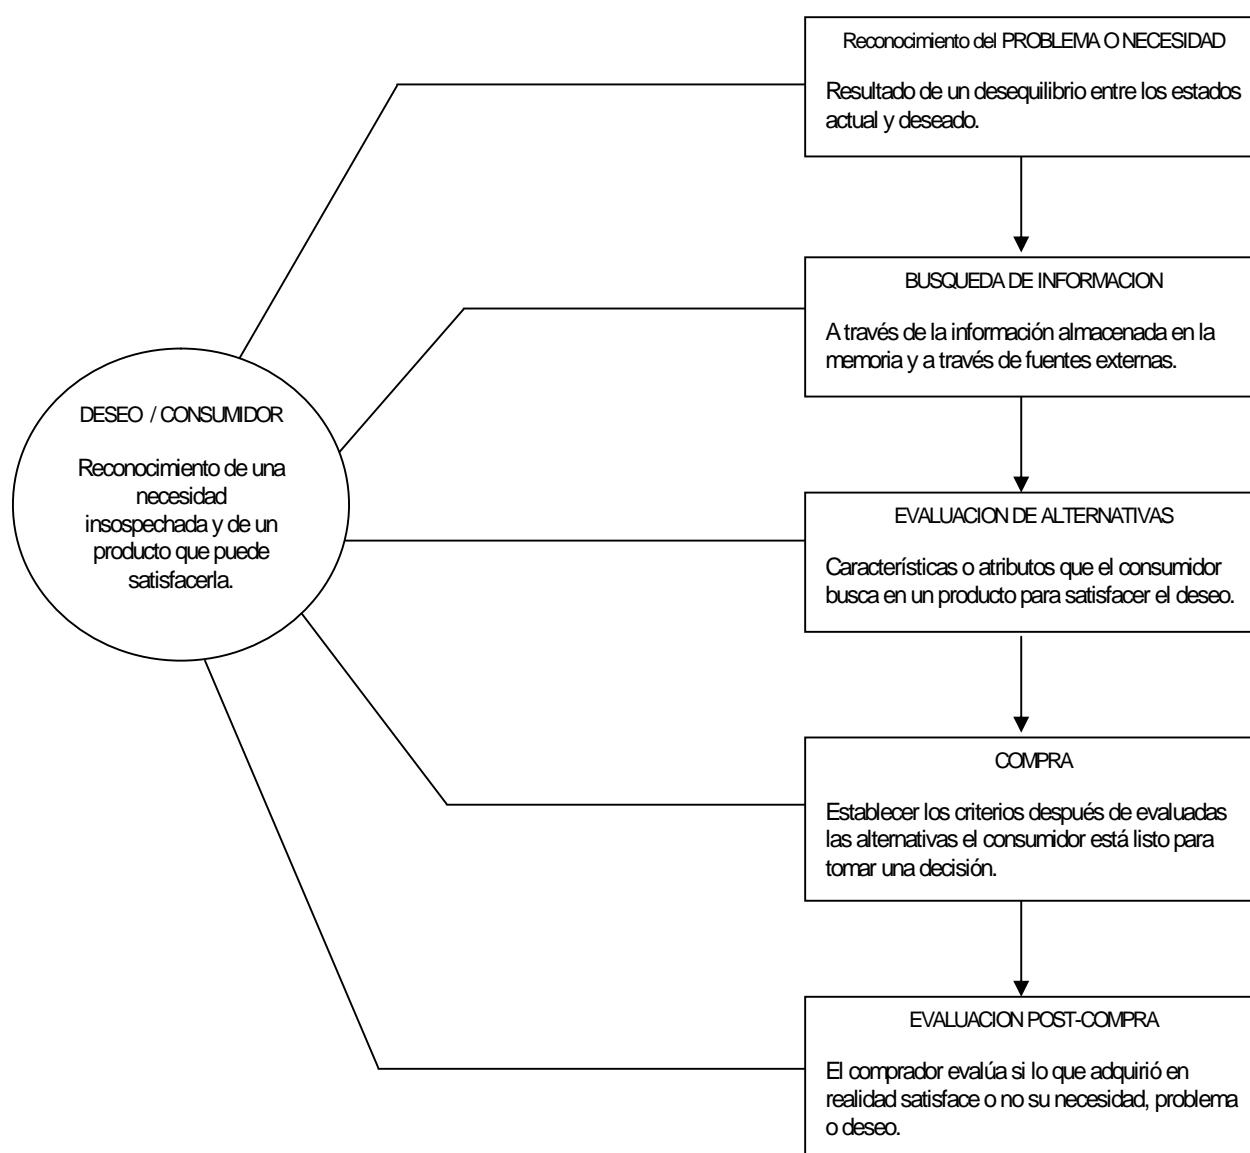 Reconocimiento del PROBLEMA O NECESIDAD
Resultado de un desequilibrio entre los estados
actual y deseado.
BUSQUEDA DE INFORMACION
A través de la información almacenada en la
memoria y a través de fuentes externas.
DESEO / CONSUMIDOR
Reconocimiento de una
necesidad
insospechada y de un
producto que puede
satisfacerla.
EVALUACION DE ALTERNATIVAS
Características o atributos que el consumidor
busca en un producto para satisfacer el deseo.
COMPRA
Establecer los criterios después de evaluadas
las alternativas el consumidor está listo para
tomar una decisión.
EVALUACION POST-COMPRA
El comprador evalúa si lo que adquirió en
realidad satisface o no su necesidad, problema
o deseo.